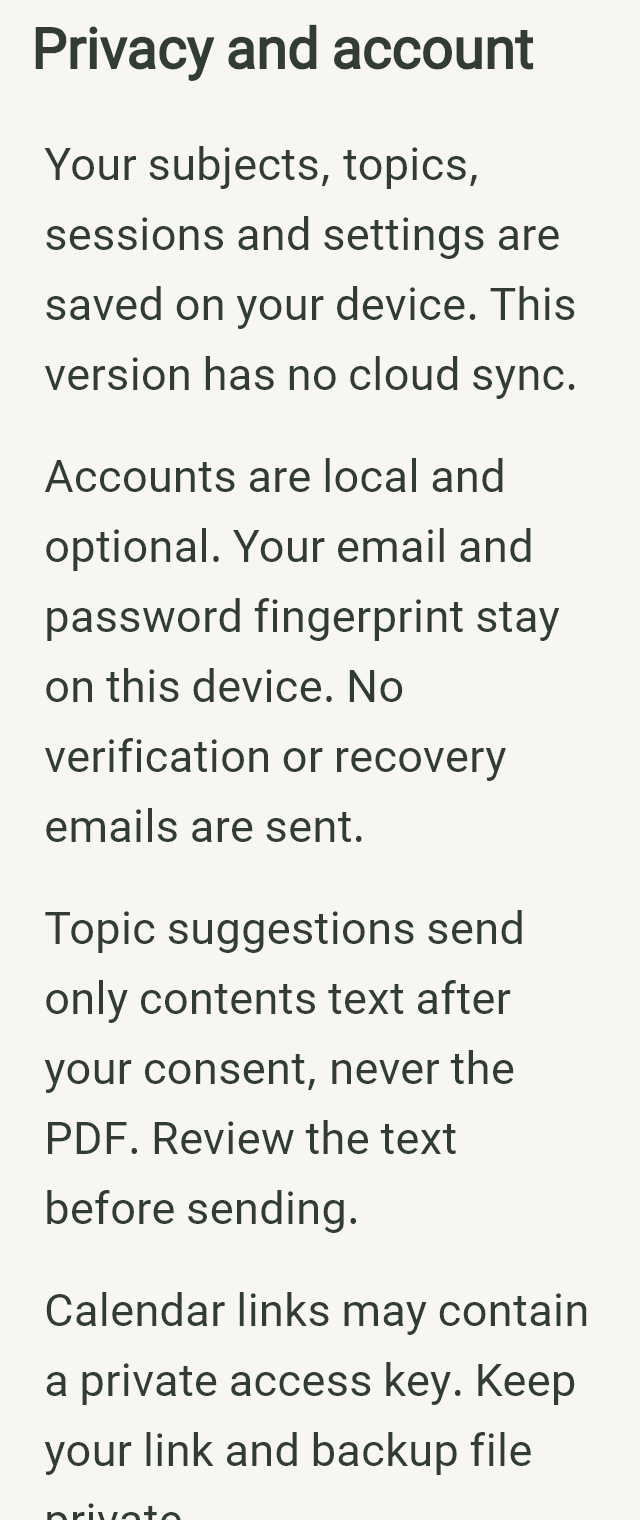 Privacy and account
Your subjects, topics,
sessions and settings are
saved on your device. This
version has no cloud sync.
Accounts are local and
optional. Your email and
password fingerprint stay
on this device. No
verification or recovery
emails are sent.
Topic suggestions send
only contents text after
your consent, never the
PDF. Review the text
before sending.
Calendar links may contain
a private access key. Keep
your link and backup file
private